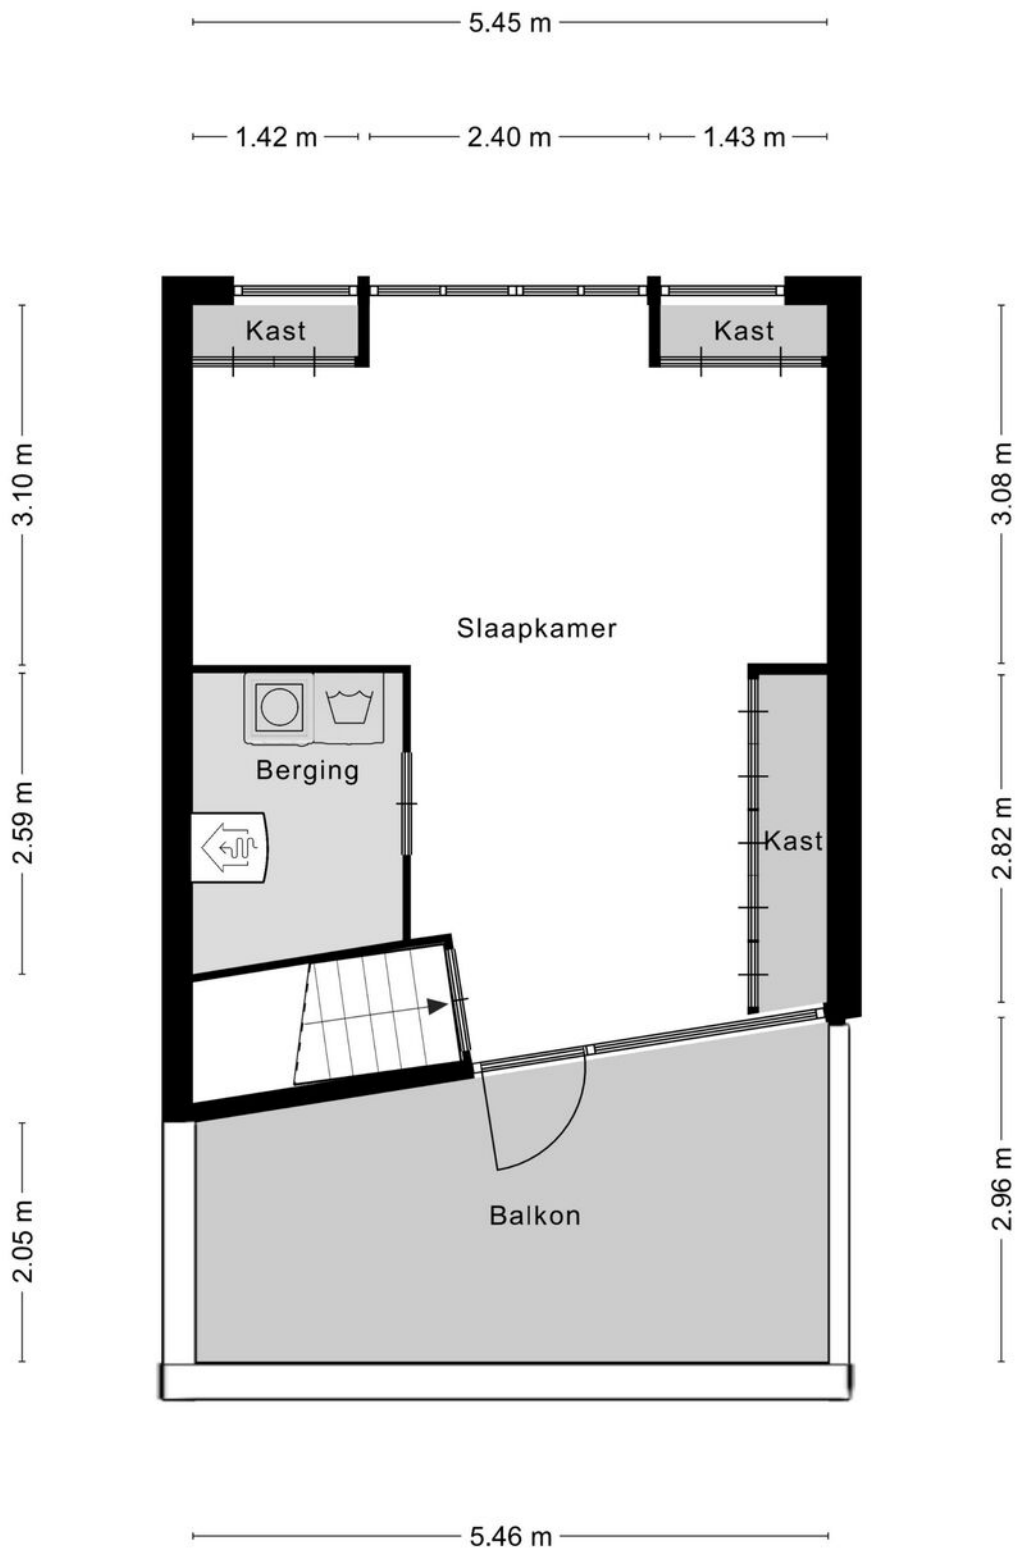 5.45 m
1.42 m
2.40 m
1.43 m
Kast
Kast
3.10 m
3.08 m
Slaapkamer
Berging
2.59 m
Kast
2.82 m
Balkon
2.05 m
2.96 m
5.46 m